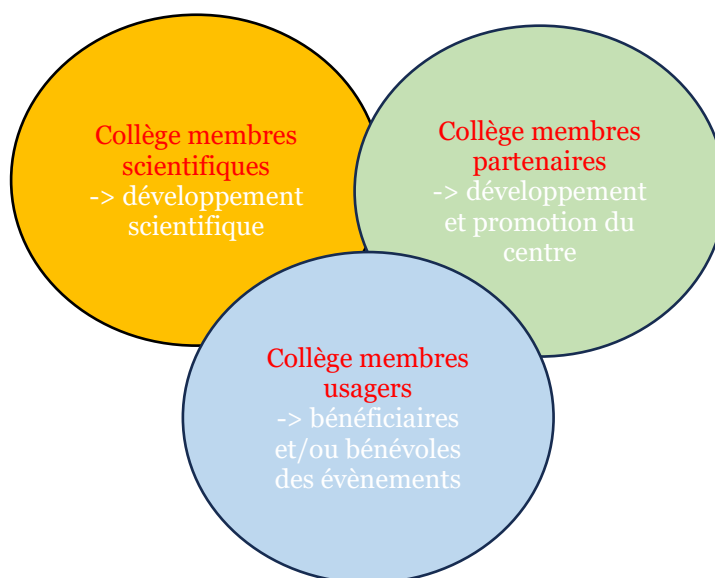 Collège membres
scientifiques
-> développement
scientifique
Collège membres
partenaires
-> développement
et promotion du
centre
Collège membres
usagers
-> bénéficiaires
et/ou bénévoles
des évènements